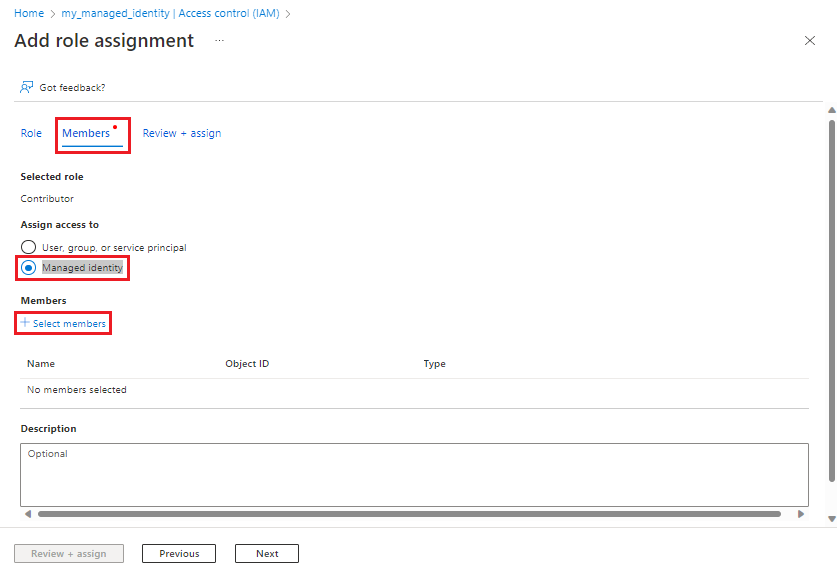 Home > my_managed_identity | Access control (IAM) >
Add role assignment ...
Got feedback?
Role Members Review + assign
Selected role
Contributor
Assign access to
User, group, or service principal
Managed identity
Members
+ Select members
Name Object ID Type
No members selected
Description
Optional
Review + assign Previous Next